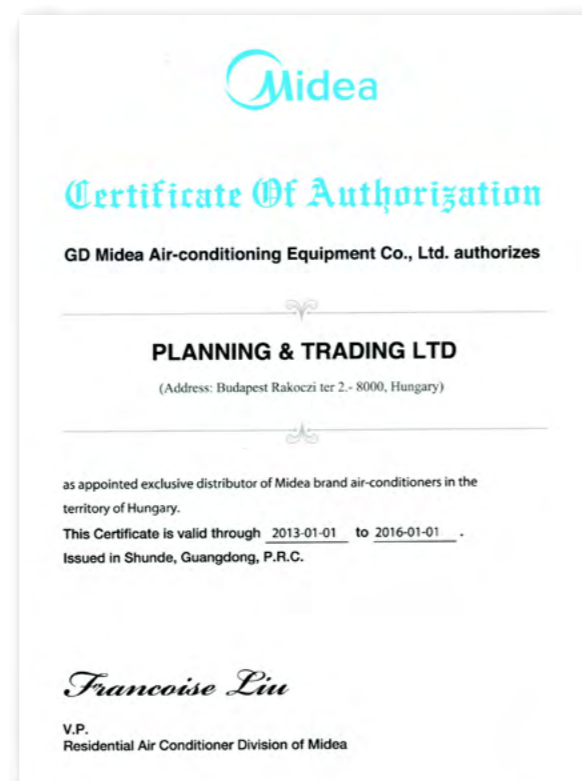 Midea
Certificate Of Authorization
GD Midea Air-conditioning Equipment Co., Ltd. authorizes
PLANNING & TRADING LTD
(Address: Budapest Rakoczi ter 2.- 8000, Hungary)
as appointed exclusive distributor of Midea brand air-conditioners in the
territory of Hungary.
This Certificate is valid through 2013-01-01 to 2016-01-01 .
Issued in Shunde, Guangdong, P.R.C.
Francoise Liu
V.P.
Residential Air Conditioner Division of Midea